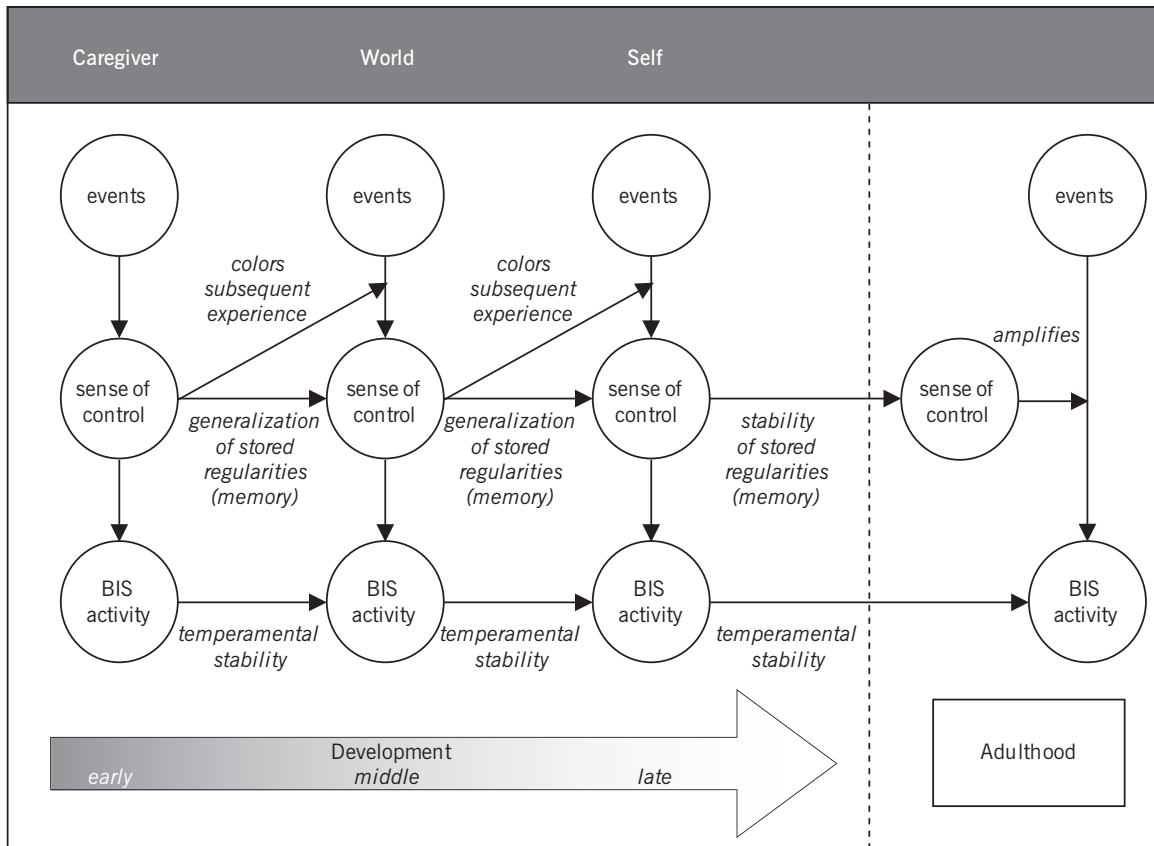 Caregiver
World
Self
events
events
events
events
colors
subsequent
experience
colors
subsequent
experience
amplifies
sense of
control
sense of
control
sense of
control
sense of
control
generalization
of stored
regularities
(memory)
generalization
of stored
regularities
(memory)
stability
of stored
regularities
(memory)
BIS
activity
BIS
activity
BIS
activity
BIS
activity
temperamental
stability
temperamental
stability
temperamental
stability
Development
early
middle
late
Adulthood